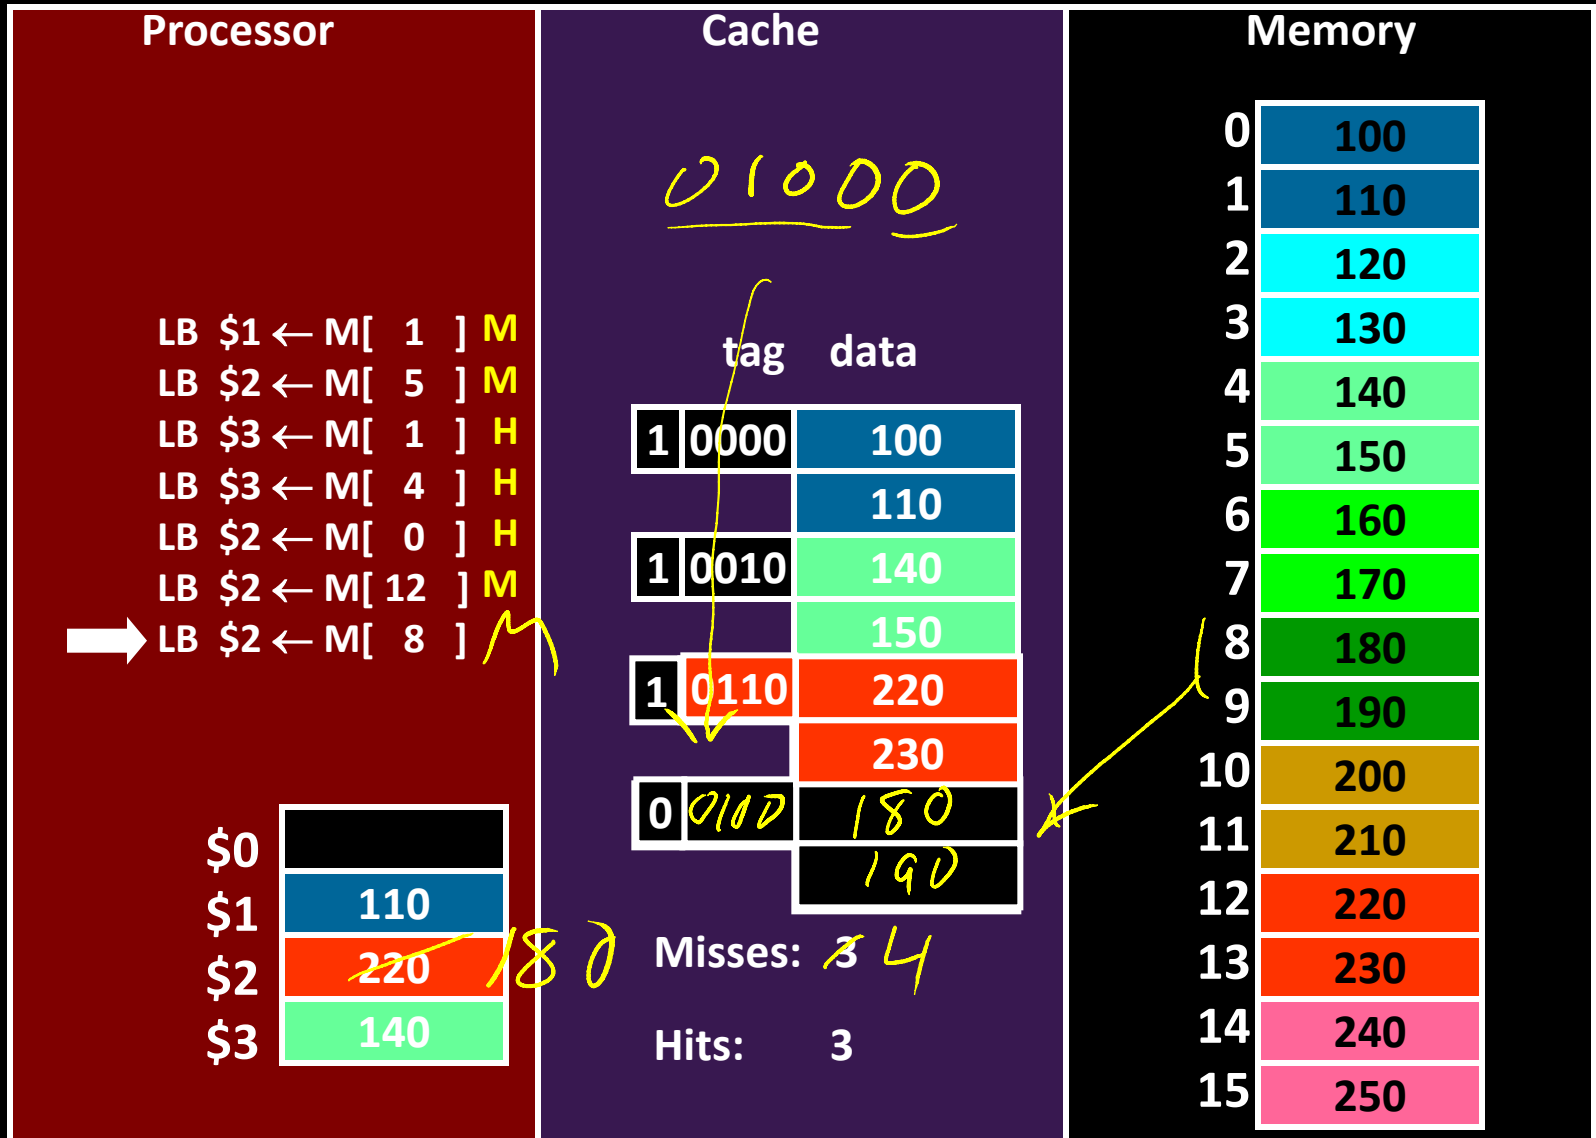 Processor
LB $1 ← M[ 1 ] M
LB $2 ← M[ 5 ] M
LB $3 ← M[ 1 ] H
LB $3 ← M[ 4 ] H
LB $2 ← M[ 0 ] H
LB $2 ← M[ 12 ] M
LB $2 ← M[ 8 ] M
$0
$1 110
$2 220 180
$3 140
Cache
01000
tag data
1 0000 100
110
1 0010 140
150
1 0110 220
230
0 0100 180
190
Misses: 3 4
Hits: 3
Memory
0 100
1 110
2 120
3 130
4 140
5 150
6 160
7 170
8 180
9 190
10 200
11 210
12 220
13 230
14 240
15 250